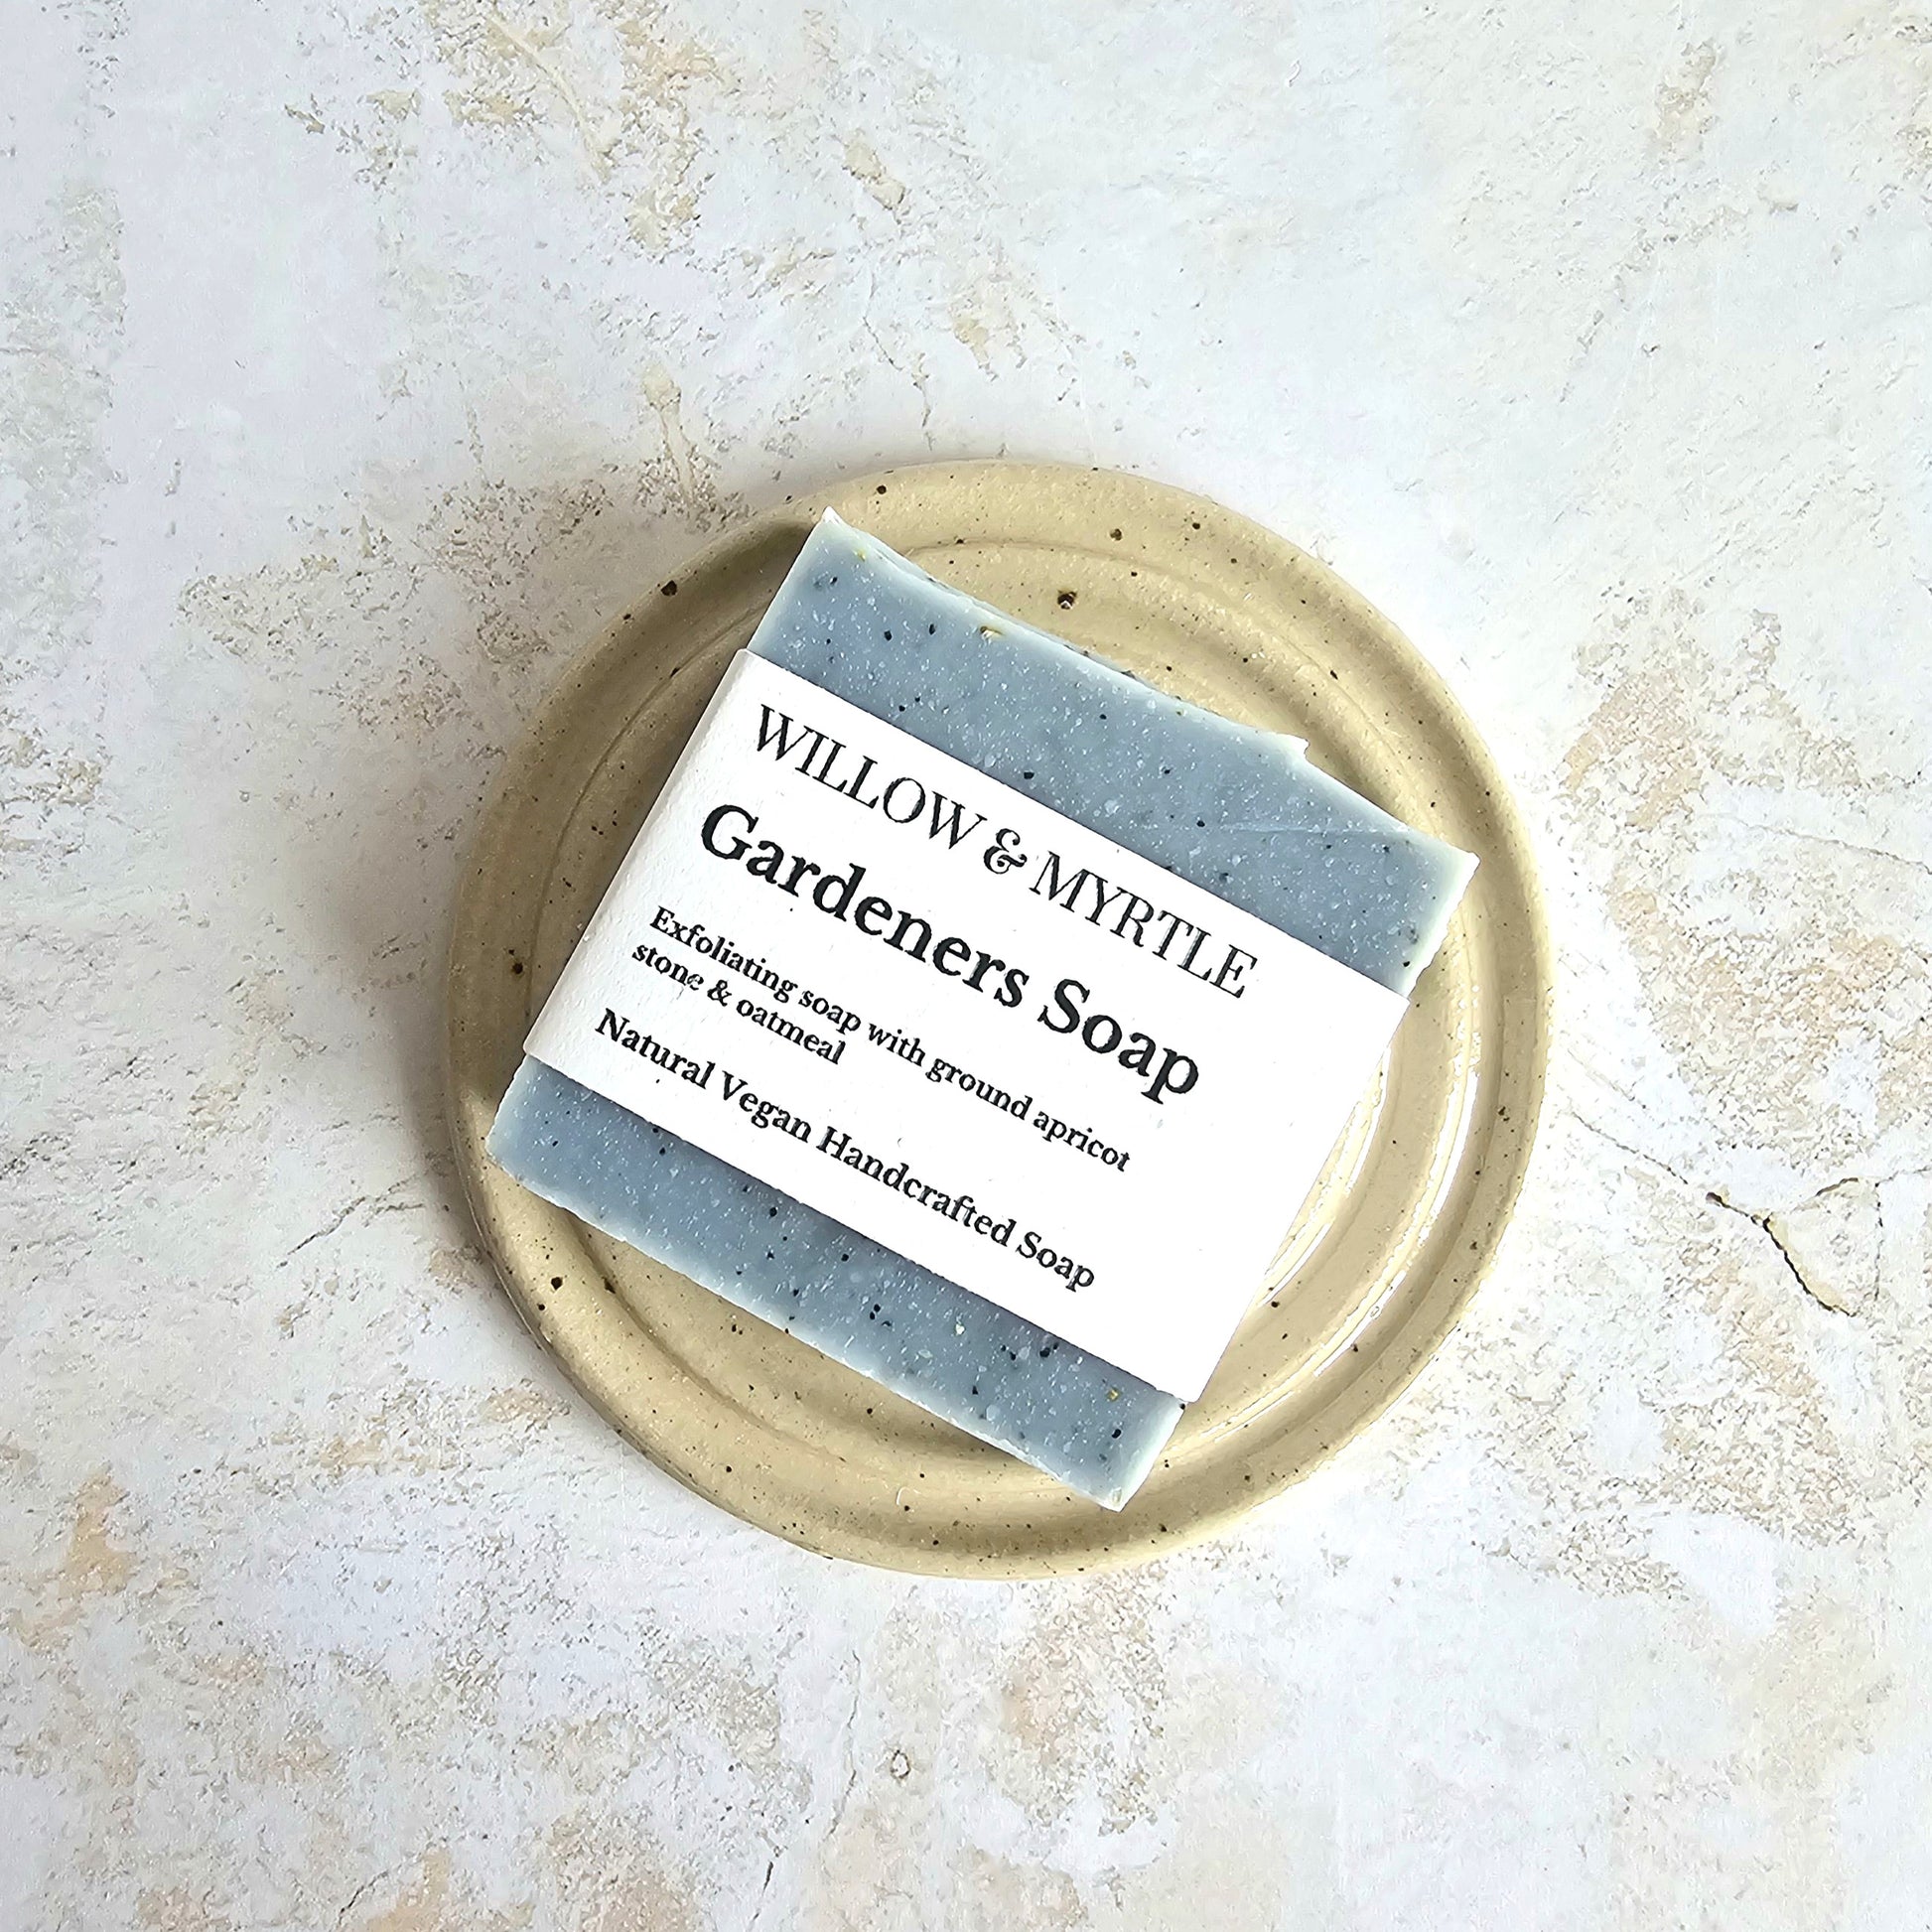 WILLOW & MYRTLE
Gardeners Soap
Exfoliating soap with ground apricot
stone & oatmeal
Natural Vegan Handcrafted Soap